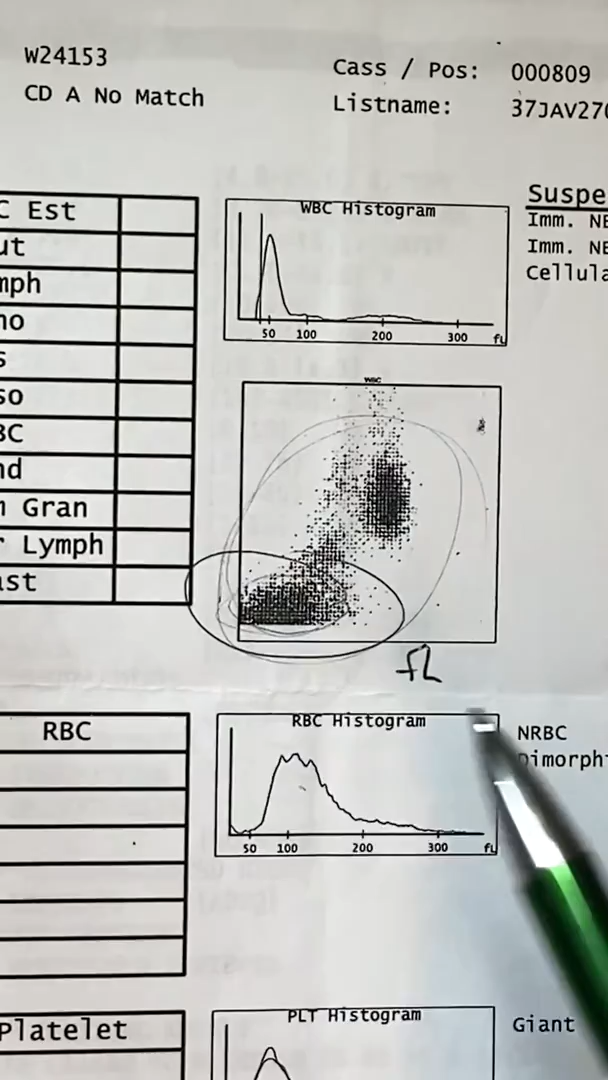 W24153
Cass / Pos: 000809
CD A No Match
Listname: 37JAV270
C Est
ut
mph
no
s
so
BC
nd
m Gran
r Lymph
ast
WBC Histogram
50 100 200 300 fL
Suspe
Imm. NE
Imm. NE
Cellula
WBC
fL
RBC
RBC Histogram
50 100 200 300 fL
NRBC
Dimorphi
Platelet
PLT Histogram
Giant